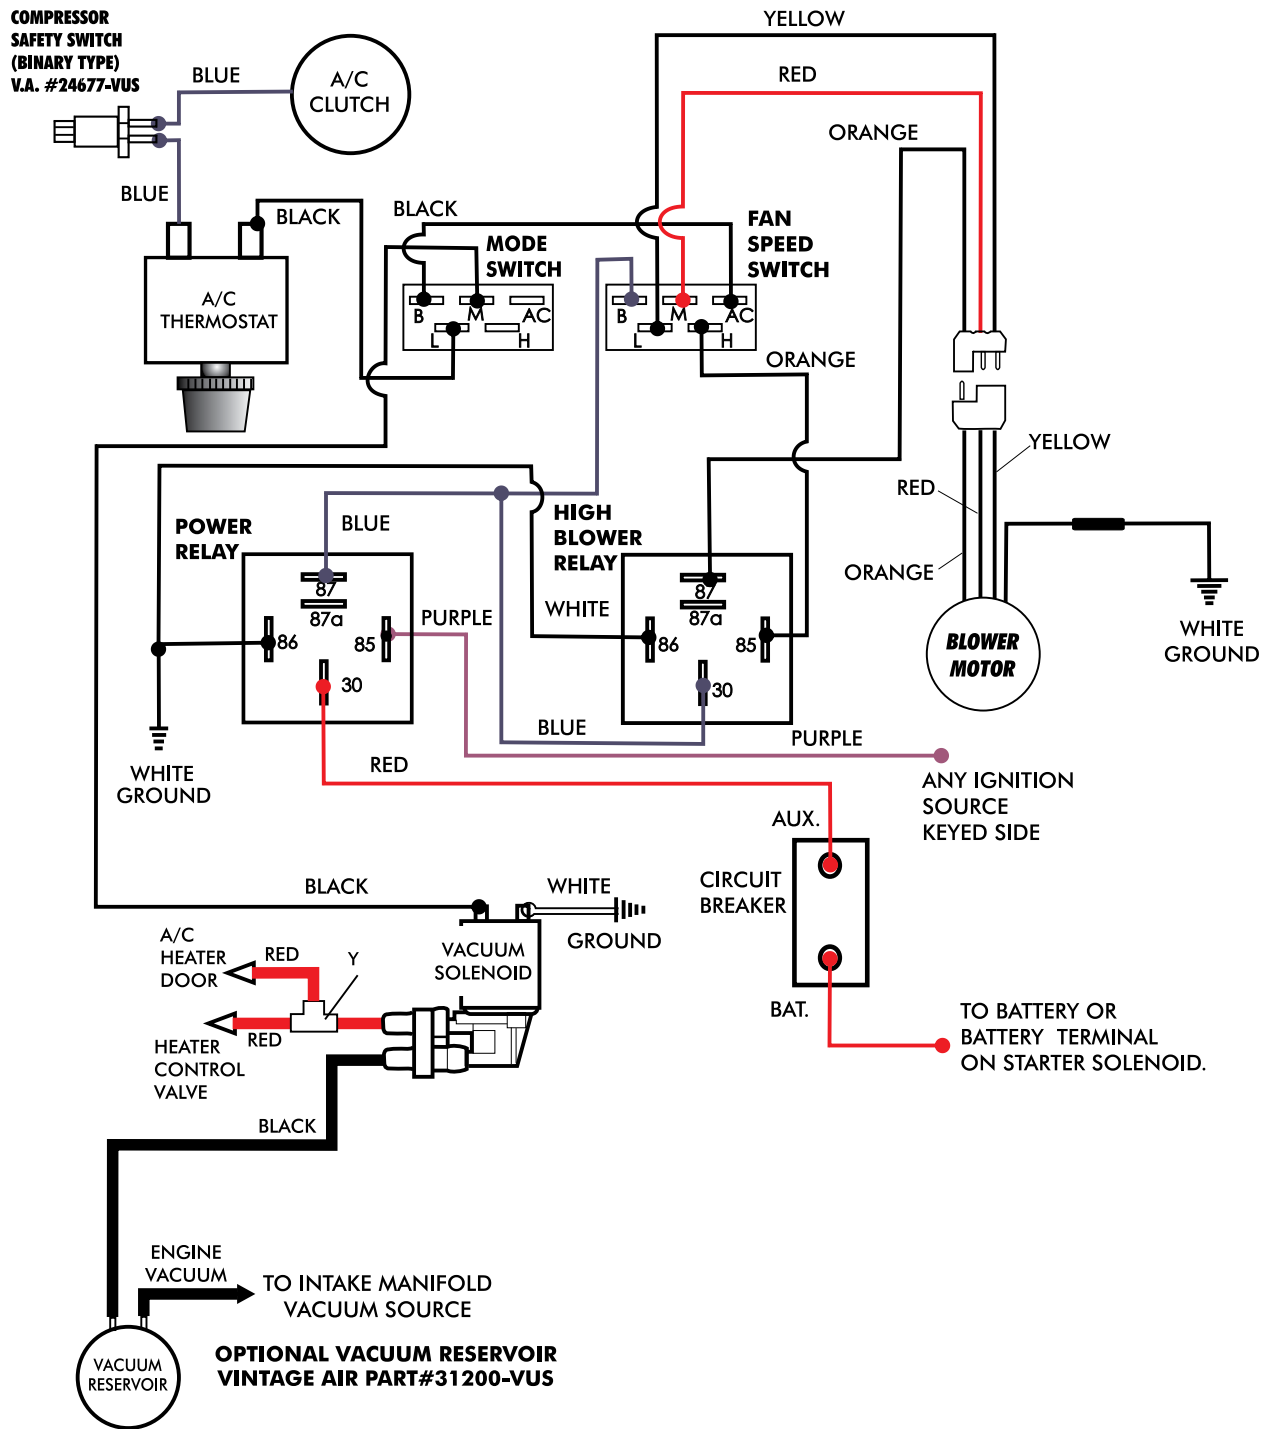 COMPRESSOR
SAFETY SWITCH
(BINARY TYPE)
V.A. #24677-VUS
BLUE
A/C
CLUTCH
YELLOW
RED
ORANGE
BLUE
BLACK
BLACK
MODE
SWITCH
FAN
SPEED
SWITCH
A/C
THERMOSTAT
B
M
AC
L
H
B
M
AC
L
H
ORANGE
YELLOW
RED
ORANGE
POWER
RELAY
BLUE
HIGH
BLOWER
RELAY
87
87a
86
85
30
PURPLE
WHITE
87
87a
86
85
30
BLOWER
MOTOR
WHITE
GROUND
WHITE
GROUND
RED
BLUE
PURPLE
ANY IGNITION
SOURCE
KEYED SIDE
AUX.
CIRCUIT
BREAKER
BAT.
TO BATTERY OR
BATTERY TERMINAL
ON STARTER SOLENOID.
BLACK
WHITE
GROUND
VACUUM
SOLENOID
A/C
HEATER
DOOR
RED
Y
RED
HEATER
CONTROL
VALVE
BLACK
ENGINE
VACUUM
TO INTAKE MANIFOLD
VACUUM SOURCE
VACUUM
RESERVOIR
OPTIONAL VACUUM RESERVOIR
VINTAGE AIR PART#31200-VUS